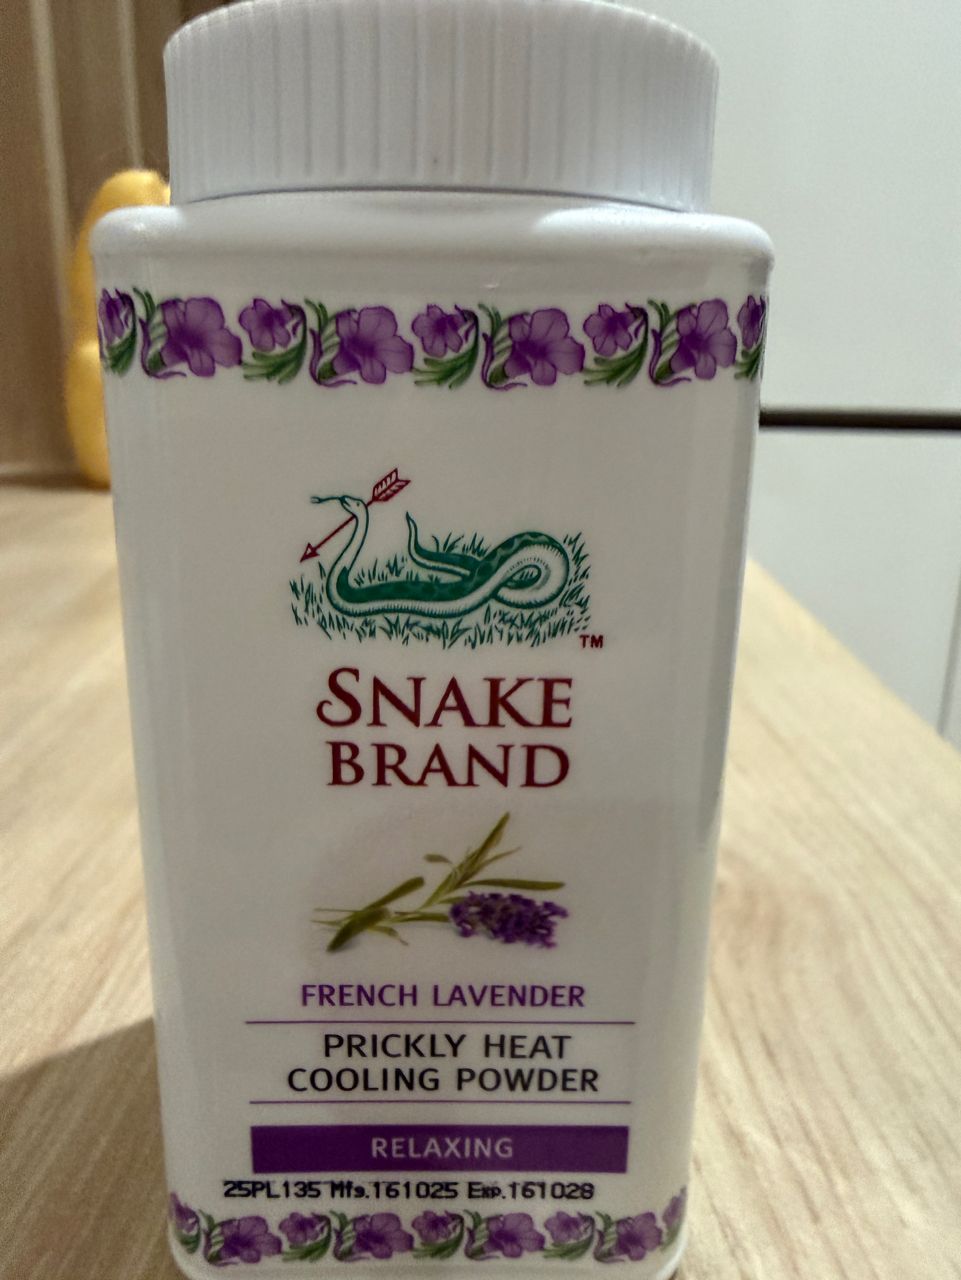 TM
SNAKE
BRAND
FRENCH LAVENDER
PRICKLY HEAT
COOLING POWDER
RELAXING
25PL135 Mfg.161025 Exp.161028